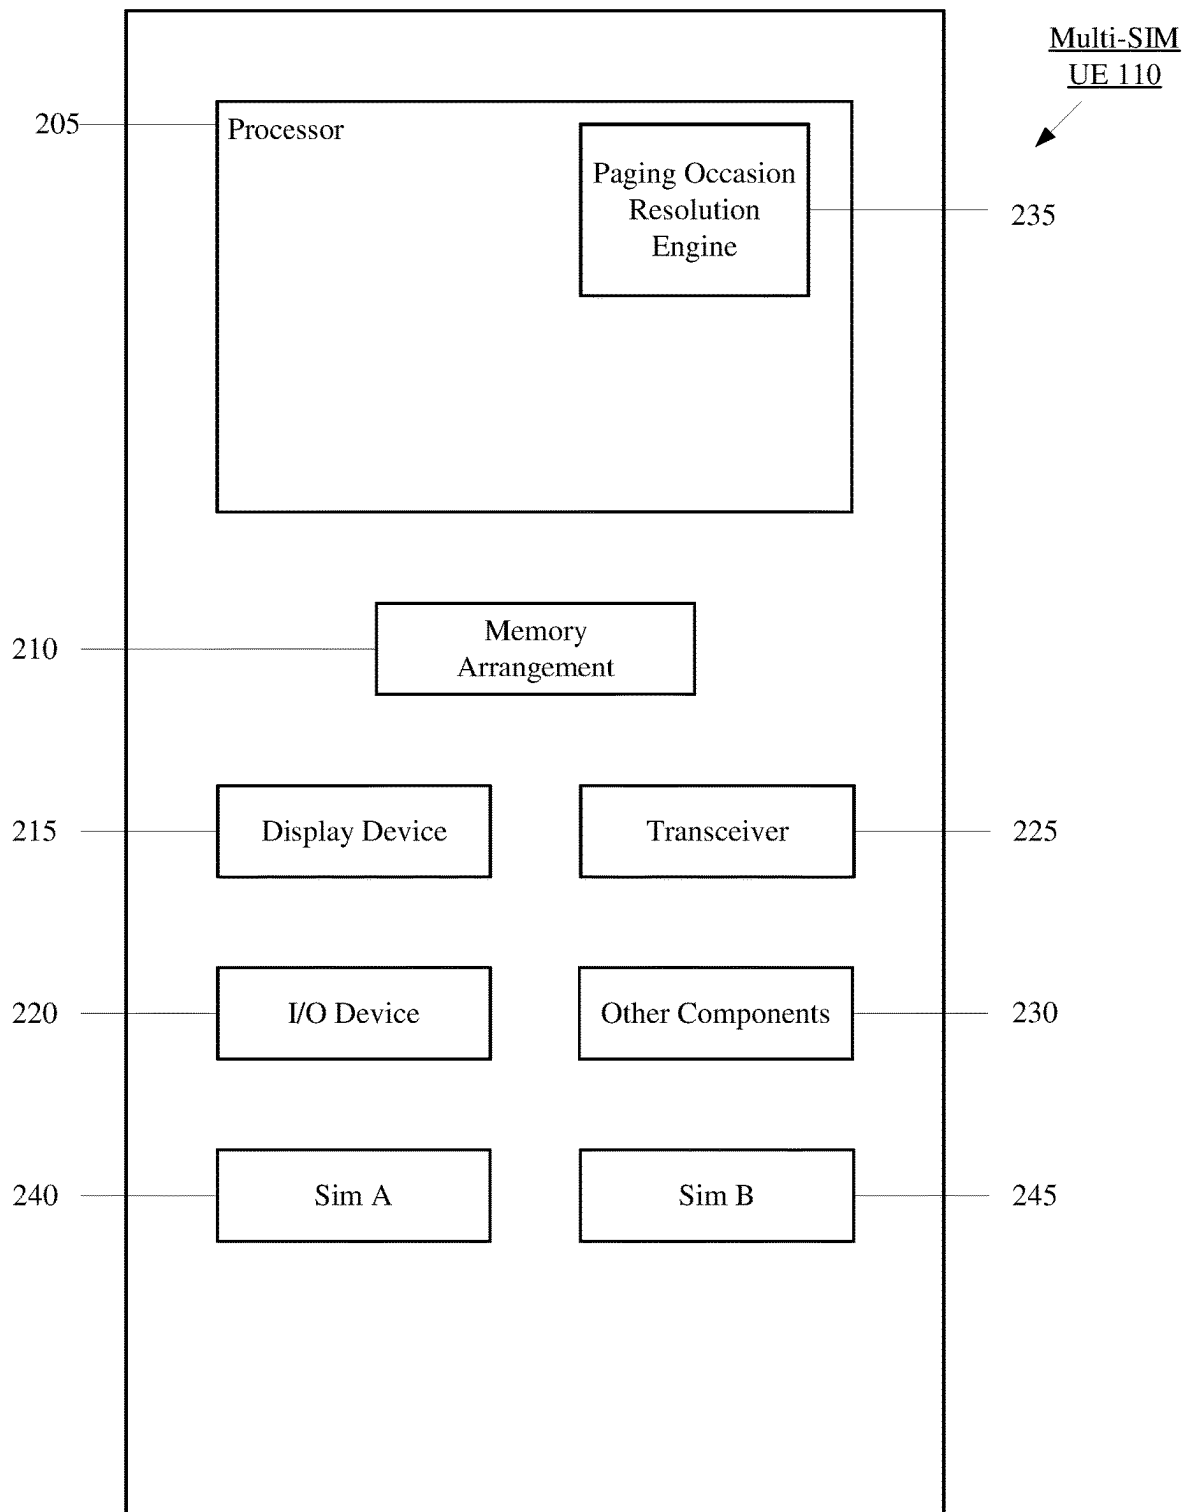 Multi-SIM
UE 110
205
Processor
Paging Occasion
Resolution
Engine
235
210
Memory
Arrangement
215
Display Device
Transceiver
225
220
I/O Device
Other Components
230
240
Sim A
Sim B
245